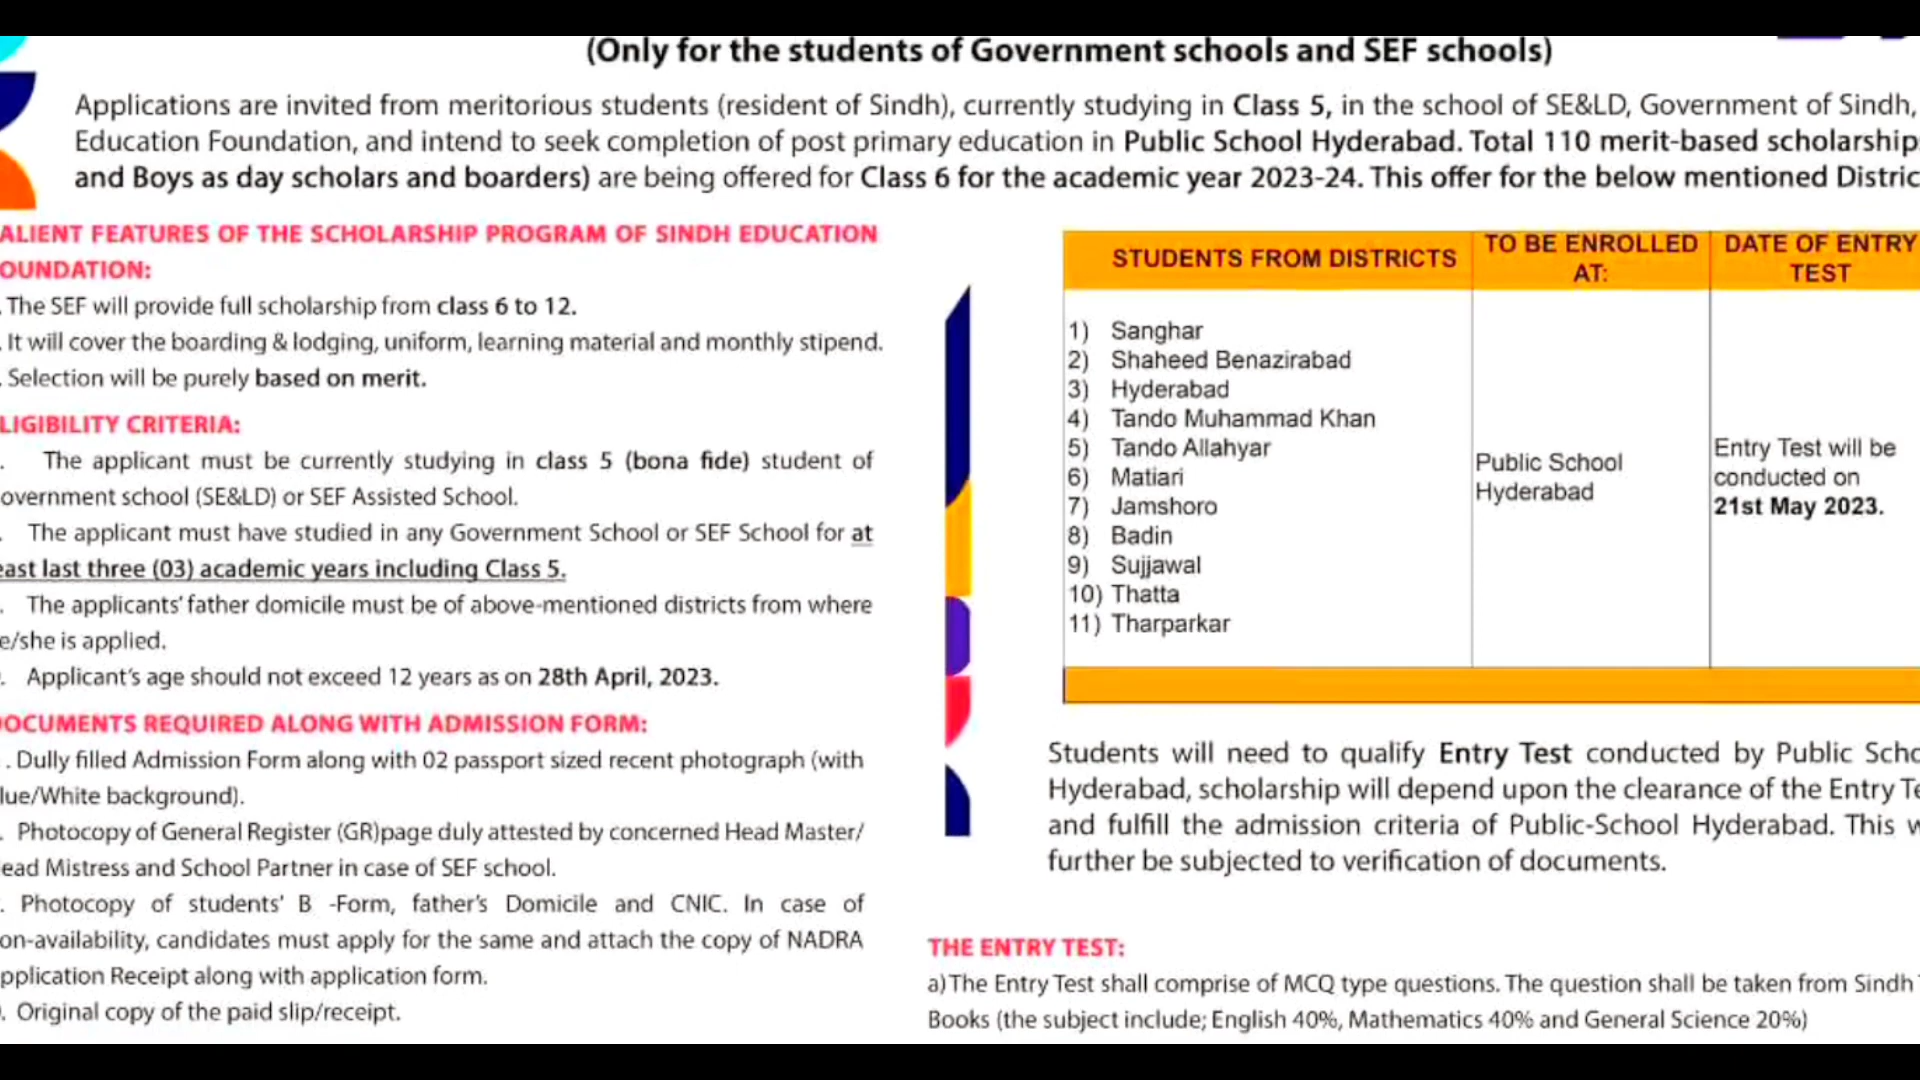 (Only for the students of Government schools and SEF schools)
Applications are invited from meritorious students (resident of Sindh), currently studying in Class 5, in the school of SE&LD, Government of Sindh,
Education Foundation, and intend to seek completion of post primary education in Public School Hyderabad. Total 110 merit-based scholarship
and Boys as day scholars and boarders) are being offered for Class 6 for the academic year 2023-24. This offer for the below mentioned Distric
ALIENT FEATURES OF THE SCHOLARSHIP PROGRAM OF SINDH EDUCATION
OUNDATION:
. The SEF will provide full scholarship from class 6 to 12.
. It will cover the boarding & lodging, uniform, learning material and monthly stipend.
. Selection will be purely based on merit.
LIGIBILITY CRITERIA:
. The applicant must be currently studying in class 5 (bona fide) student of
overnment school (SE&LD) or SEF Assisted School.
. The applicant must have studied in any Government School or SEF School for at
east last three (03) academic years including Class 5.
. The applicants' father domicile must be of above-mentioned districts from where
e/she is applied.
. Applicant's age should not exceed 12 years as on 28th April, 2023.
OCUMENTS REQUIRED ALONG WITH ADMISSION FORM:
. Dully filled Admission Form along with 02 passport sized recent photograph (with
lue/White background).
. Photocopy of General Register (GR)page duly attested by concerned Head Master/
ead Mistress and School Partner in case of SEF school.
. Photocopy of students' B -Form, father's Domicile and CNIC. In case of
on-availability, candidates must apply for the same and attach the copy of NADRA
pplication Receipt along with application form.
. Original copy of the paid slip/receipt.
STUDENTS FROM DISTRICTS
TO BE ENROLLED
AT:
DATE OF ENTRY
TEST
1) Sanghar
2) Shaheed Benazirabad
3) Hyderabad
4) Tando Muhammad Khan
5) Tando Allahyar
6) Matiari
7) Jamshoro
8) Badin
9) Sujjawal
10) Thatta
11) Tharparkar
Public School
Hyderabad
Entry Test will be
conducted on
21st May 2023.
Students will need to qualify Entry Test conducted by Public Scho
Hyderabad, scholarship will depend upon the clearance of the Entry Te
and fulfill the admission criteria of Public-School Hyderabad. This w
further be subjected to verification of documents.
THE ENTRY TEST:
a)The Entry Test shall comprise of MCQ type questions. The question shall be taken from Sindh
Books (the subject include; English 40%, Mathematics 40% and General Science 20%)